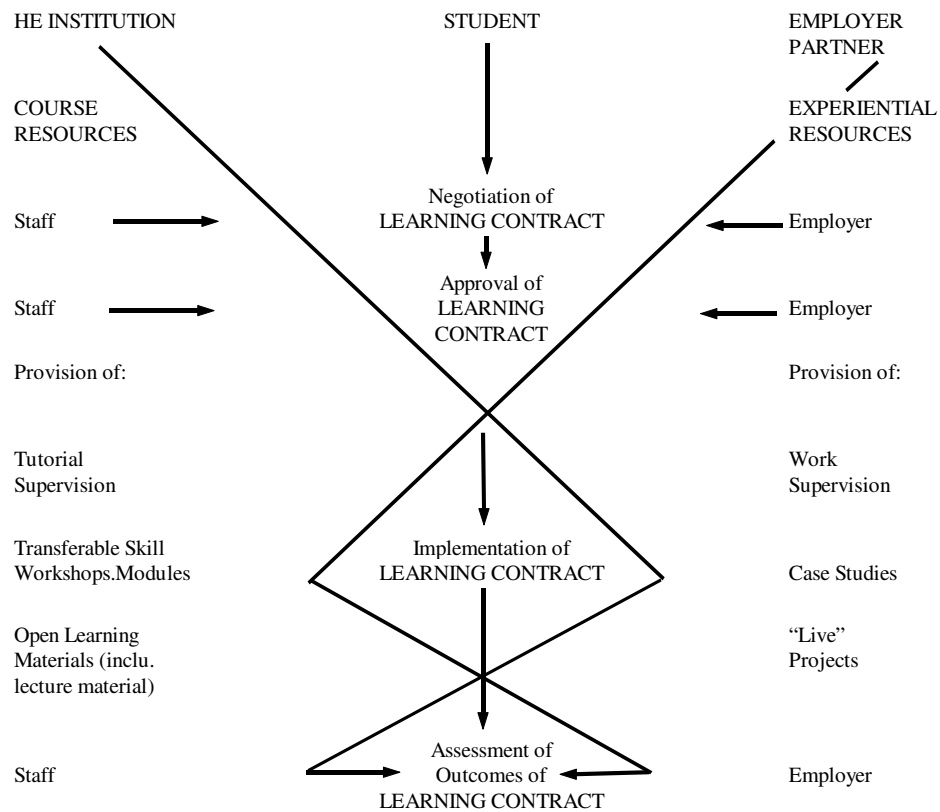 HE INSTITUTION
STUDENT
EMPLOYER
PARTNER
COURSE
RESOURCES
EXPERIENTIAL
RESOURCES
Negotiation of
LEARNING CONTRACT
Staff
Employer
Approval of
LEARNING
CONTRACT
Staff
Employer
Provision of:
Provision of:
Tutorial
Supervision
Work
Supervision
Transferable Skill
Workshops.Modules
Implementation of
LEARNING CONTRACT
Case Studies
Open Learning
Materials (inclu.
lecture material)
“Live”
Projects
Staff
Assessment of
Outcomes of
LEARNING CONTRACT
Employer